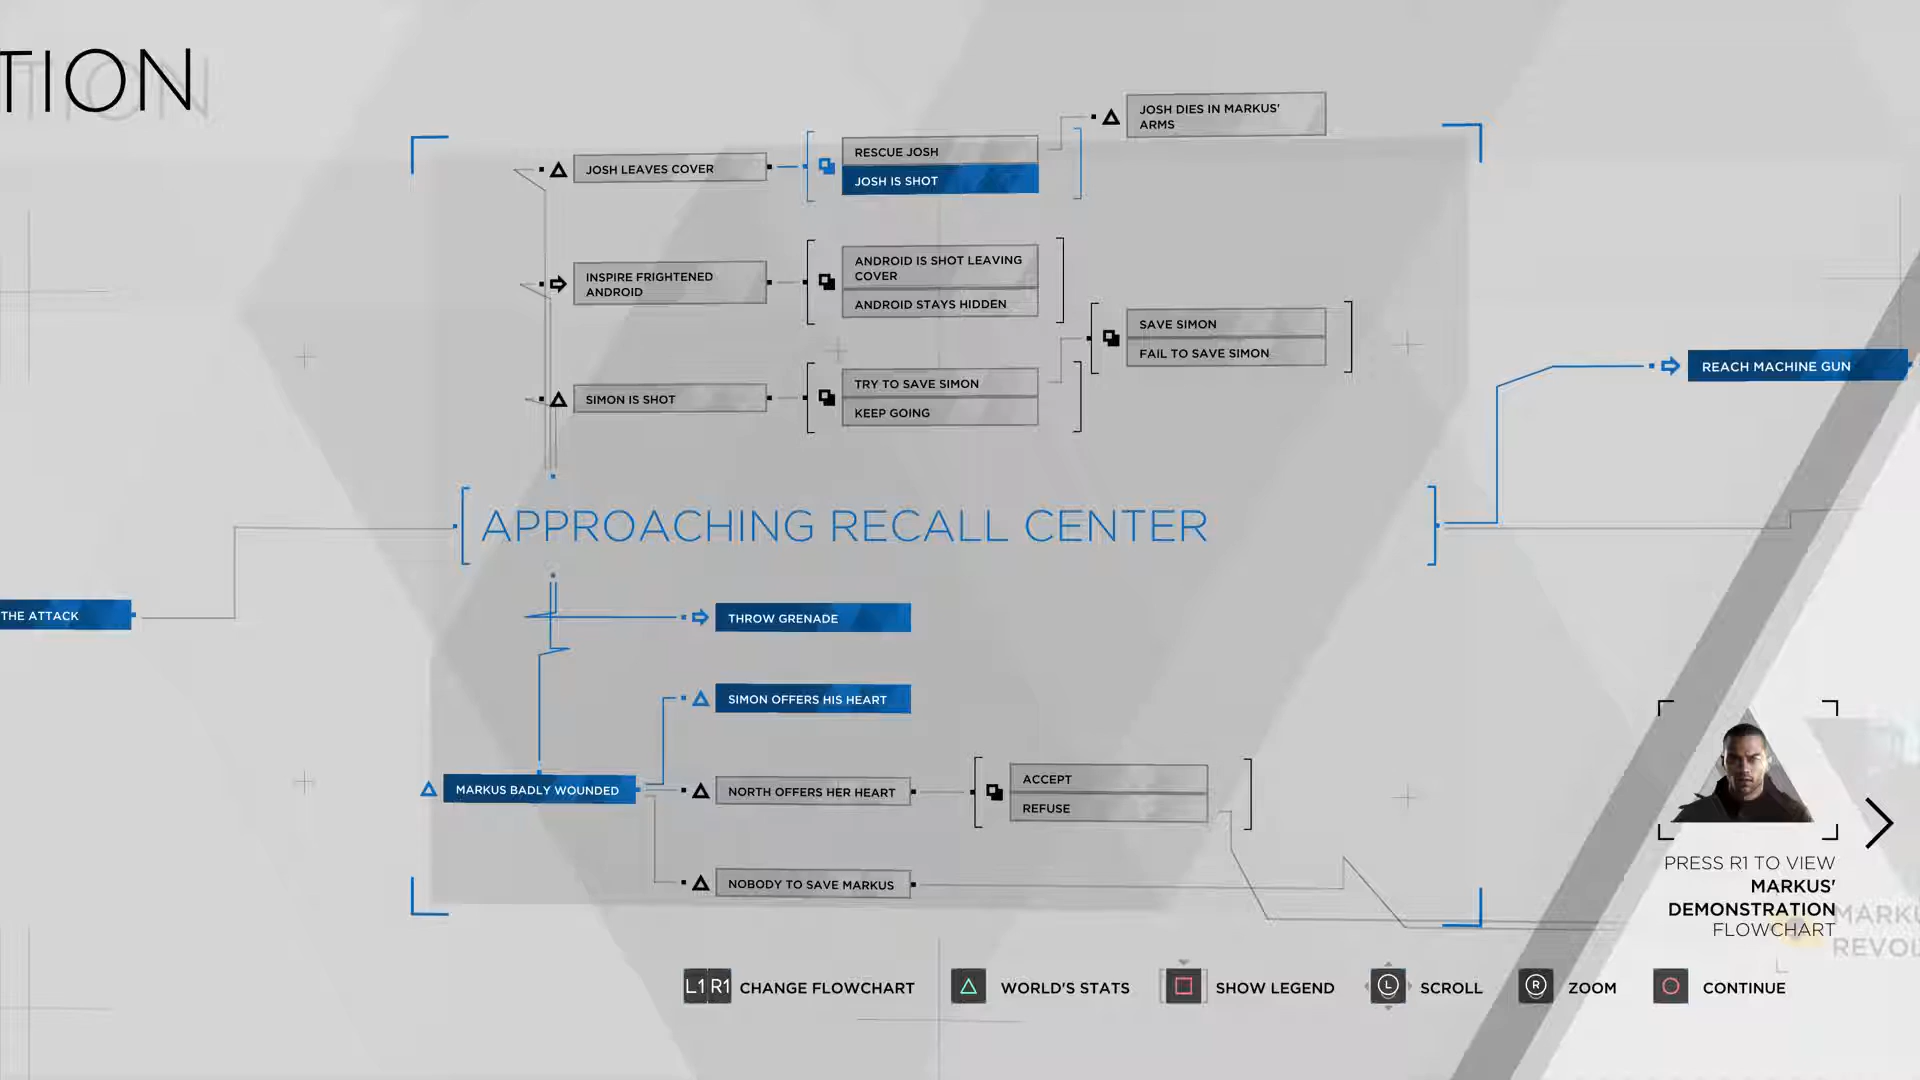 TION
JOSH DIES IN MARKUS'
ARMS
JOSH LEAVES COVER
RESCUE JOSH
JOSH IS SHOT
INSPIRE FRIGHTENED
ANDROID
ANDROID IS SHOT LEAVING
COVER
ANDROID STAYS HIDDEN
SAVE SIMON
FAIL TO SAVE SIMON
REACH MACHINE GUN
SIMON IS SHOT
TRY TO SAVE SIMON
KEEP GOING
APPROACHING RECALL CENTER
THE ATTACK
THROW GRENADE
SIMON OFFERS HIS HEART
MARKUS BADLY WOUNDED
NORTH OFFERS HER HEART
ACCEPT
REFUSE
NOBODY TO SAVE MARKUS
PRESS R1 TO VIEW
MARKUS'
DEMONSTRATION
FLOWCHART
MARKU
REVOL
L1 R1 CHANGE FLOWCHART
WORLD'S STATS
SHOW LEGEND
L SCROLL
R ZOOM
CONTINUE